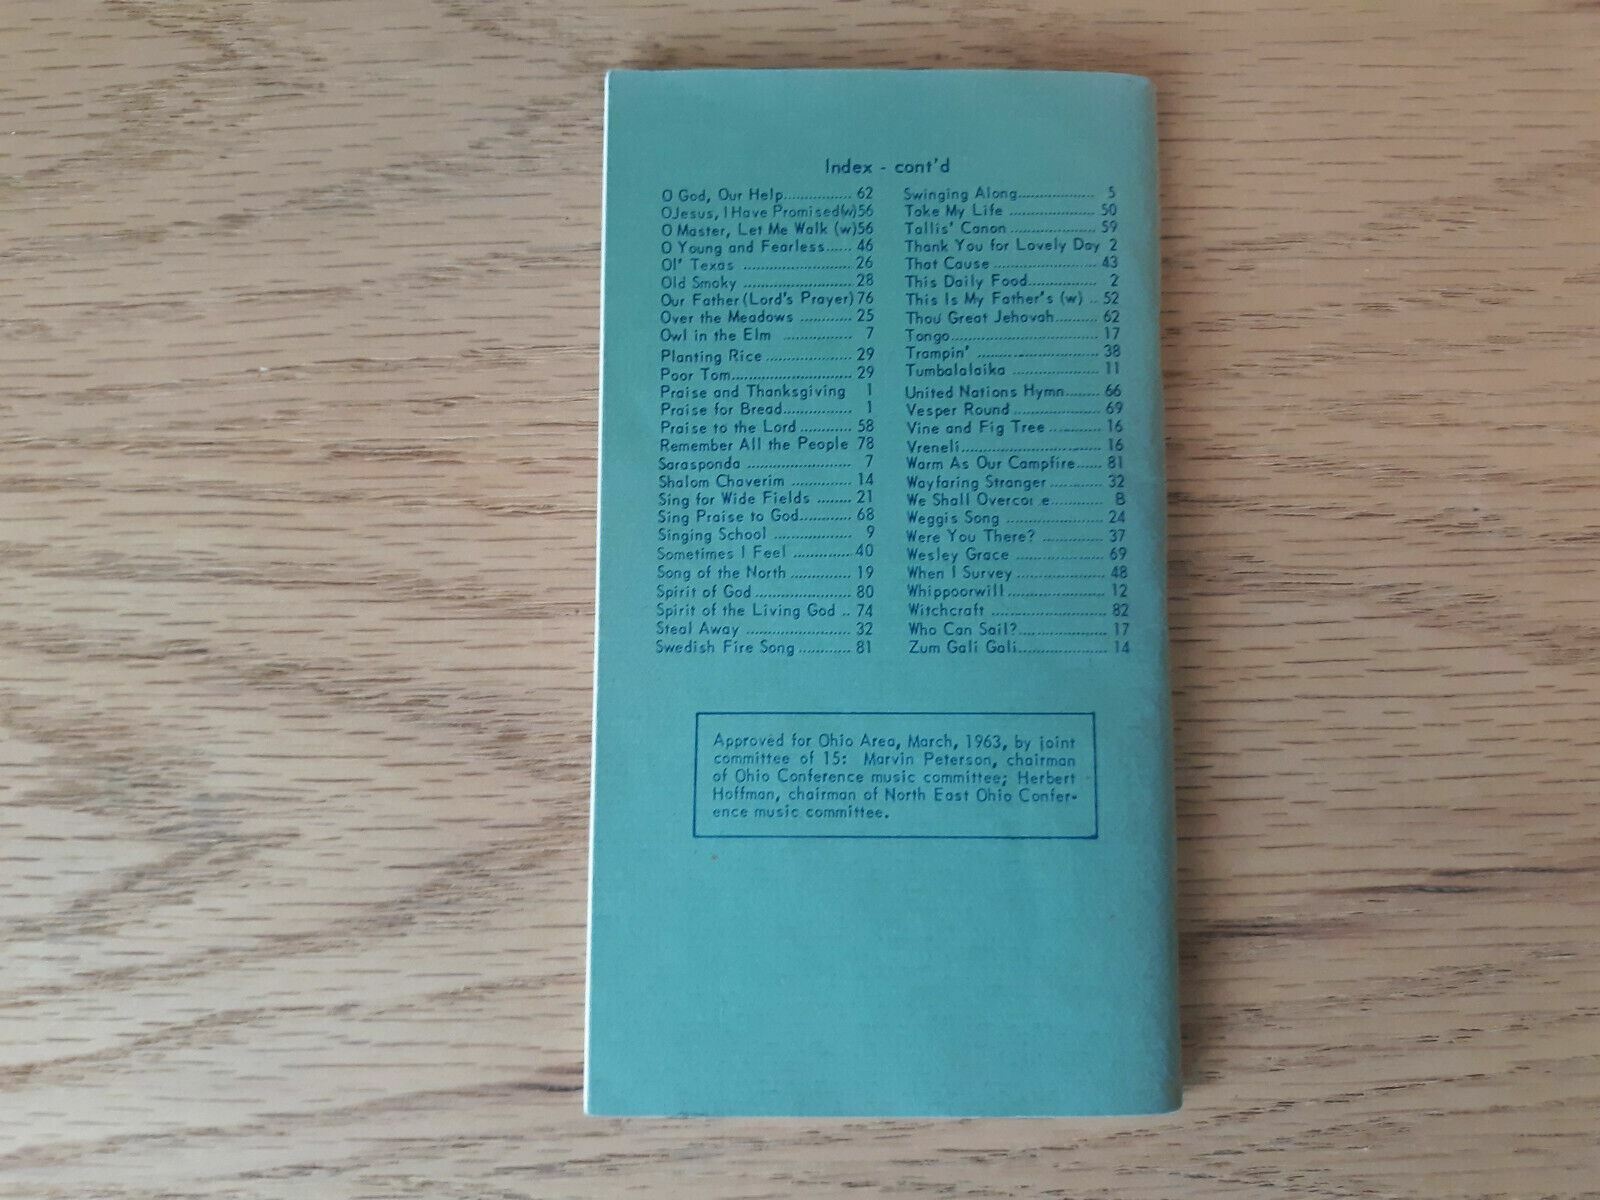 Index - cont'd
O God, Our Help.............. 62
O Jesus, I Have Promised(w)56
O Master, Let Me Walk (w)56
O Young and Fearless...... 46
Ol' Texas .................... 26
Old Smoky .................... 28
Our Father (Lord's Prayer) 76
Over the Meadows ............ 25
Owl in the Elm ............... 7
Planting Rice ................ 29
Poor Tom....................... 29
Praise and Thanksgiving 1
Praise for Bread.............. 1
Praise to the Lord ............ 58
Remember All the People 78
Sarasponda .................... 7
Shalom Chaverim ............. 14
Sing for Wide Fields ........ 21
Sing Praise to God............ 68
Singing School ................ 9
Sometimes I Feel ............. 40
Song of the North ............. 19
Spirit of God ................... 80
Spirit of the Living God .. 74
Steal Away .................... 32
Swedish Fire Song ............ 81
Swinging Along............... 5
Take My Life ................. 50
Tallis' Canon ................. 59
Thank You for Lovely Day 2
That Cause .................... 43
This Daily Food............... 2
This Is My Father's (w) .. 52
Thou Great Jehovah......... 62
Tongo............................ 17
Trampin' ....................... 38
Tumbalalaika ................. 11
United Nations Hymn....... 66
Vesper Round ................. 69
Vine and Fig Tree ........... 16
Vreneli........................... 16
Warm As Our Campfire..... 81
Wayfaring Stranger .......... 32
We Shall Overco e........... 8
Weggis Song ................... 24
Were You There? ............ 37
Wesley Grace ................. 69
When I Survey ................ 48
Whippoorwill................... 12
Witchcraft ...................... 82
Who Can Sail?................. 17
Zum Gali Gali.................. 14
Approved for Ohio Area, March, 1963, by joint
committee of 15: Marvin Peterson, chairman
of Ohio Conference music committee; Herbert
Hoffman, chairman of North East Ohio Confer-
ence music committee.